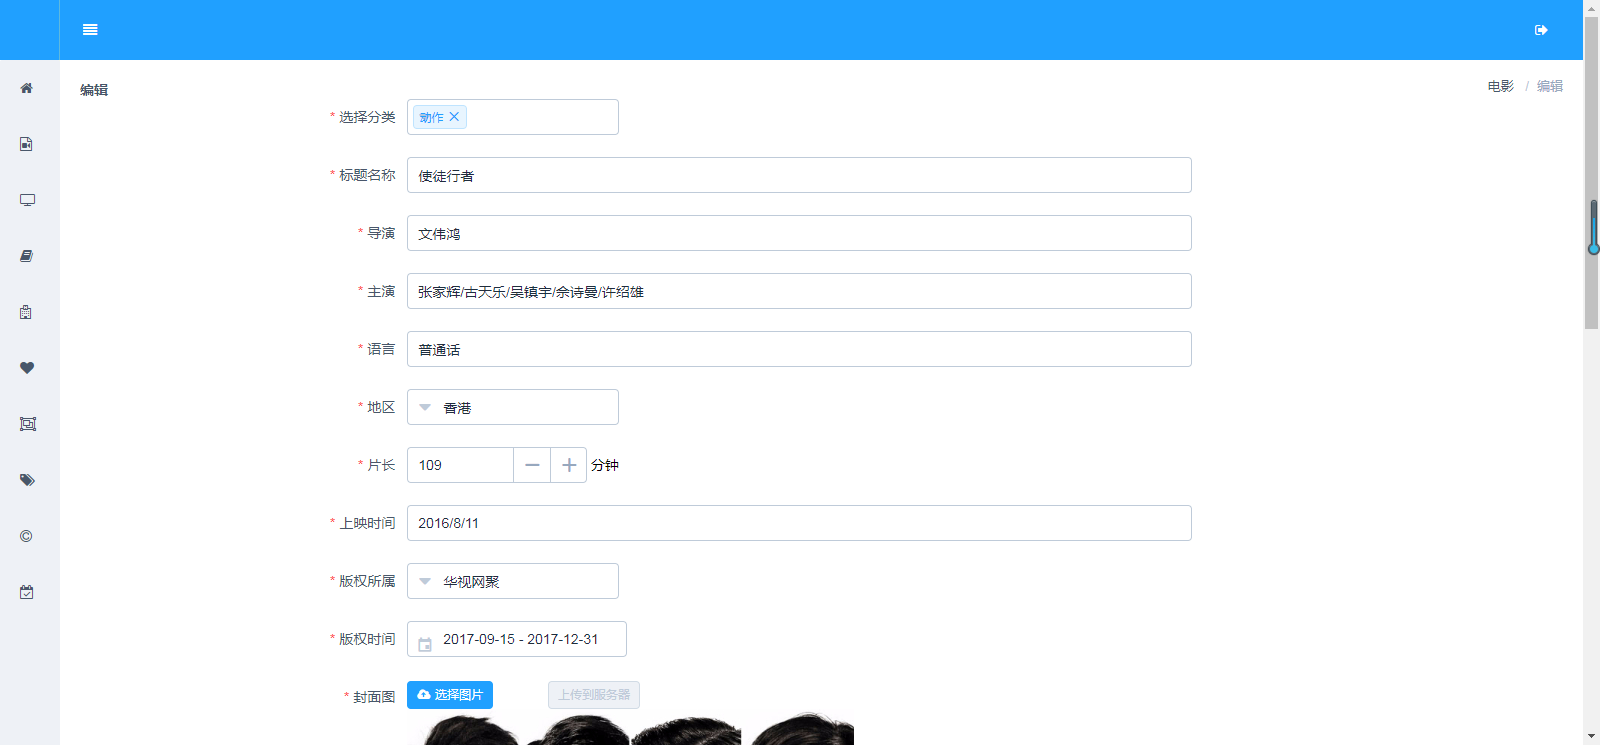 编辑
电影 / 编辑
* 选择分类 动作
* 标题名称 使徒行者
* 导演 文伟鸿
* 主演 张家辉/古天乐/吴镇宇/佘诗曼/许绍雄
* 语言 普通话
* 地区 香港
* 片长 109 分钟
* 上映时间 2016/8/11
* 版权所属 华视网聚
* 版权时间 2017-09-15 - 2017-12-31
* 封面图 选择图片 上传到服务器